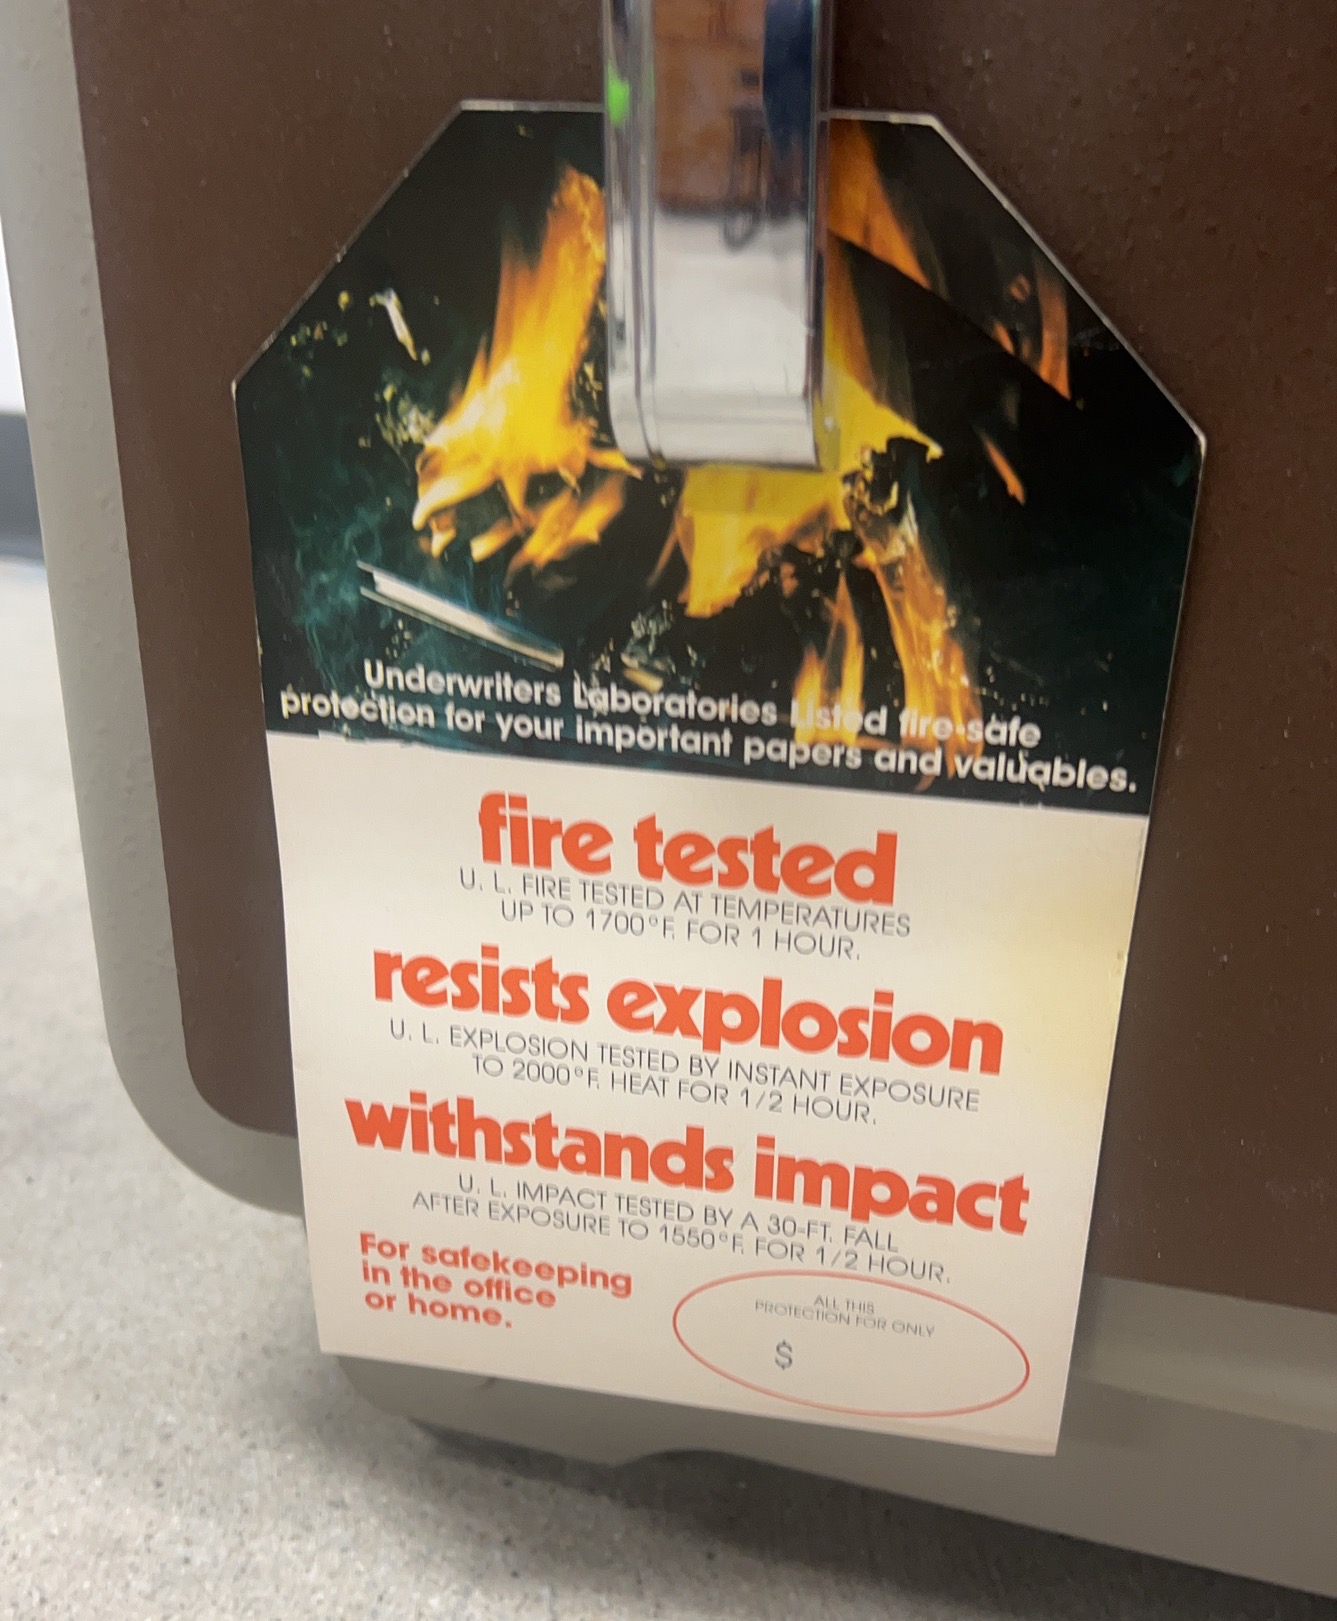 Underwriters Laboratories Listed fire-safe
protection for your important papers and valuables.
fire tested
U. L. FIRE TESTED AT TEMPERATURES
UP TO 1700°F. FOR 1 HOUR.
resists explosion
U. L. EXPLOSION TESTED BY INSTANT EXPOSURE
TO 2000°F. HEAT FOR 1/2 HOUR.
withstands impact
U. L. IMPACT TESTED BY A 30-FT. FALL
AFTER EXPOSURE TO 1550°F. FOR 1/2 HOUR.
For safekeeping
in the office
or home.
ALL THIS
PROTECTION FOR ONLY
$